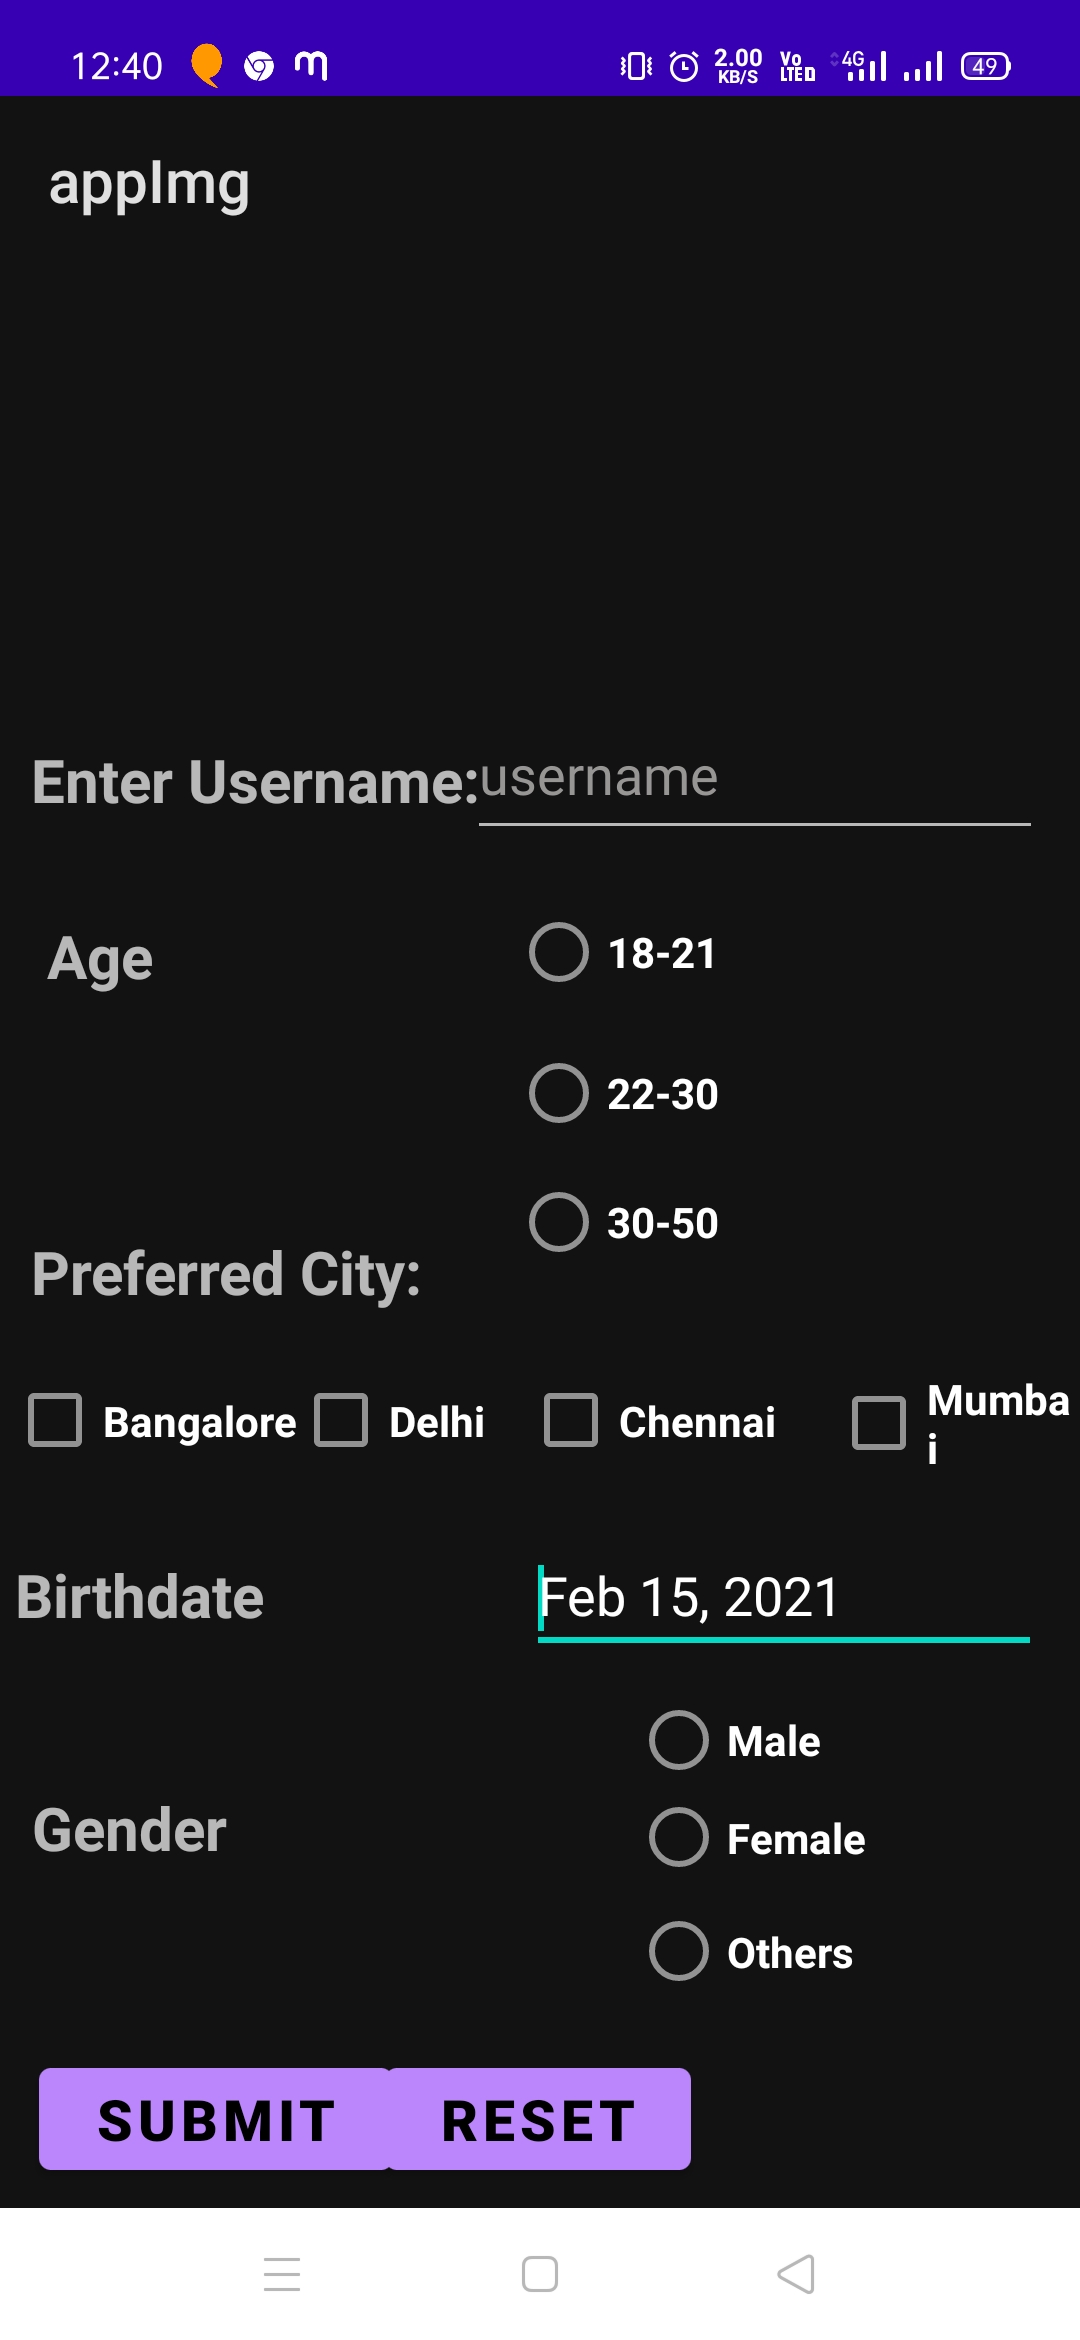 12:40 2.00 KB/S Vo LTE 4G 49
appImg
Enter Username: username
Age
18-21
22-30
30-50
Preferred City:
Bangalore Delhi Chennai Mumba
i
Birthdate Feb 15, 2021
Male
Gender
Female
Others
SUBMIT RESET